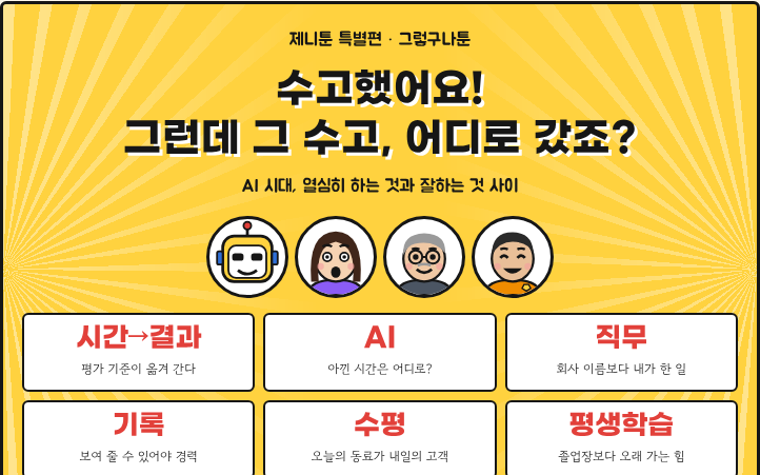 제니툰 특별편 · 그렇구나툰
수고했어요!
그런데 그 수고, 어디로 갔죠?
AI 시대, 열심히 하는 것과 잘하는 것 사이
시간→결과
평가 기준이 옮겨 간다
AI
아낀 시간은 어디로?
직무
회사 이름보다 내가 한 일
기록
보여 줄 수 있어야 경력
수평
오늘의 동료가 내일의 고객
평생학습
졸업장보다 오래 가는 힘